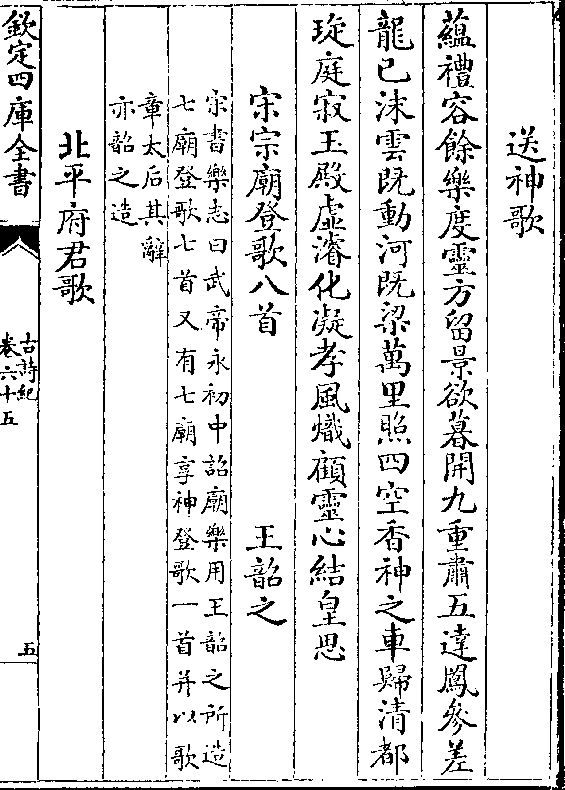 送神歌
蘊禮容餘樂度靈方留景欲暮開九重肅五達鳳參差
龍已沬雲既動河既梁萬里照四空香神之車歸清都
琁庭寂玉殿虛濬化凝孝風熾顧靈心結皇思
宋宗廟登歌八首　王韶之
宋書樂志曰武帝永初中詔廟樂用王韶之所造
七廟登歌七首又有七廟享神登歌一首并以歌
章太后其辭
亦韶之造
北平府君歌
欽定四庫全書
古詩紀
卷六十五
五